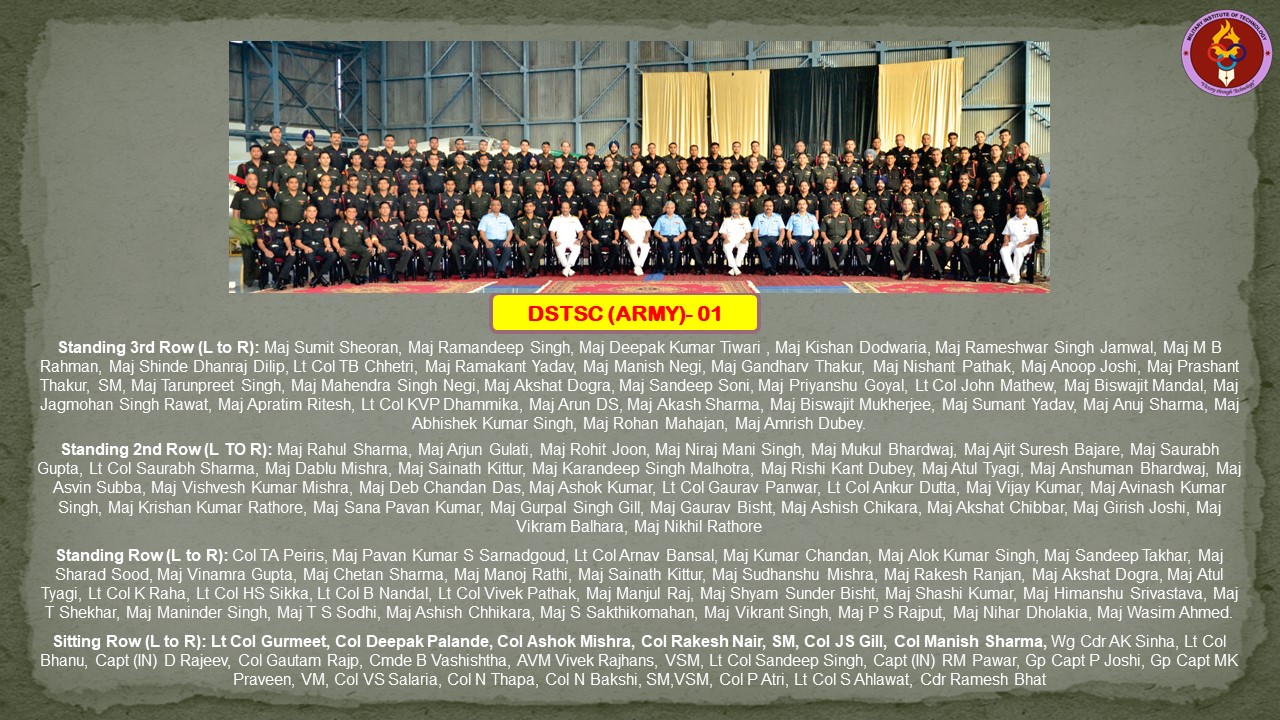 MILITARY INSTITUTE OF TECHNOLOGY
"Victory through Technology"
DSTSC (ARMY)- 01
Standing 3rd Row (L to R): Maj Sumit Sheoran, Maj Ramandeep Singh, Maj Deepak Kumar Tiwari , Maj Kishan Dodwaria, Maj Rameshwar Singh Jamwal, Maj M B
Rahman, Maj Shinde Dhanraj Dilip, Lt Col TB Chhetri, Maj Ramakant Yadav, Maj Manish Negi, Maj Gandharv Thakur, Maj Nishant Pathak, Maj Anoop Joshi, Maj Prashant
Thakur, SM, Maj Tarunpreet Singh, Maj Mahendra Singh Negi, Maj Akshat Dogra, Maj Sandeep Soni, Maj Priyanshu Goyal, Lt Col John Mathew, Maj Biswajit Mandal, Maj
Jagmohan Singh Rawat, Maj Apratim Ritesh, Lt Col KVP Dhammika, Maj Arun DS, Maj Akash Sharma, Maj Biswajit Mukherjee, Maj Sumant Yadav, Maj Anuj Sharma, Maj
Abhishek Kumar Singh, Maj Rohan Mahajan, Maj Amrish Dubey.
Standing 2nd Row (L TO R): Maj Rahul Sharma, Maj Arjun Gulati, Maj Rohit Joon, Maj Niraj Mani Singh, Maj Mukul Bhardwaj, Maj Ajit Suresh Bajare, Maj Saurabh
Gupta, Lt Col Saurabh Sharma, Maj Dablu Mishra, Maj Sainath Kittur, Maj Karandeep Singh Malhotra, Maj Rishi Kant Dubey, Maj Atul Tyagi, Maj Anshuman Bhardwaj, Maj
Asvin Subba, Maj Vishvesh Kumar Mishra, Maj Deb Chandan Das, Maj Ashok Kumar, Lt Col Gaurav Panwar, Lt Col Ankur Dutta, Maj Vijay Kumar, Maj Avinash Kumar
Singh, Maj Krishan Kumar Rathore, Maj Sana Pavan Kumar, Maj Gurpal Singh Gill, Maj Gaurav Bisht, Maj Ashish Chikara, Maj Akshat Chibbar, Maj Girish Joshi, Maj
Vikram Balhara, Maj Nikhil Rathore
Standing Row (L to R): Col TA Peiris, Maj Pavan Kumar S Sarnadgoud, Lt Col Arnav Bansal, Maj Kumar Chandan, Maj Alok Kumar Singh, Maj Sandeep Takhar, Maj
Sharad Sood, Maj Vinamra Gupta, Maj Chetan Sharma, Maj Manoj Rathi, Maj Sainath Kittur, Maj Sudhanshu Mishra, Maj Rakesh Ranjan, Maj Akshat Dogra, Maj Atul
Tyagi, Lt Col K Raha, Lt Col HS Sikka, Lt Col B Nandal, Lt Col Vivek Pathak, Maj Manjul Raj, Maj Shyam Sunder Bisht, Maj Shashi Kumar, Maj Himanshu Srivastava, Maj
T Shekhar, Maj Maninder Singh, Maj T S Sodhi, Maj Ashish Chhikara, Maj S Sakthikomahan, Maj Vikrant Singh, Maj P S Rajput, Maj Nihar Dholakia, Maj Wasim Ahmed.
Sitting Row (L to R): Lt Col Gurmeet, Col Deepak Palande, Col Ashok Mishra, Col Rakesh Nair, SM, Col JS Gill, Col Manish Sharma, Wg Cdr AK Sinha, Lt Col
Bhanu, Capt (IN) D Rajeev, Col Gautam Rajp, Cmde B Vashishtha, AVM Vivek Rajhans, VSM, Lt Col Sandeep Singh, Capt (IN) RM Pawar, Gp Capt P Joshi, Gp Capt MK
Praveen, VM, Col VS Salaria, Col N Thapa, Col N Bakshi, SM,VSM, Col P Atri, Lt Col S Ahlawat, Cdr Ramesh Bhat